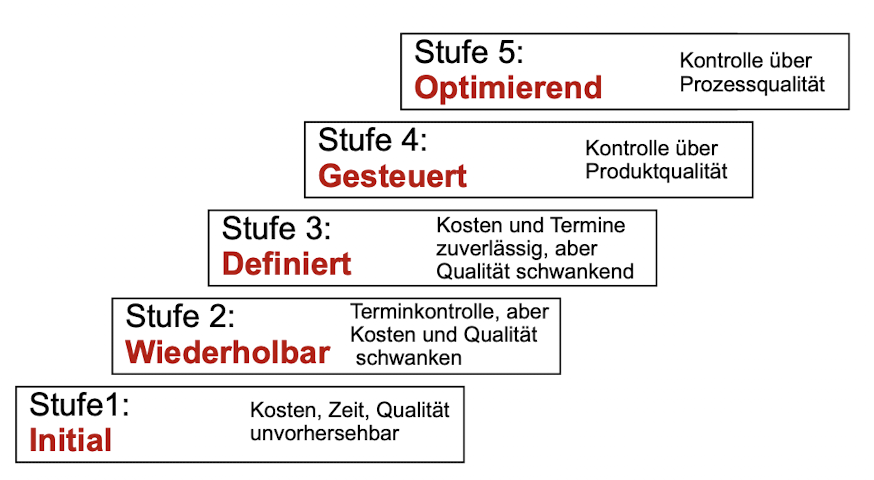 Stufe 5:
Optimierend
Kontrolle über
Prozessqualität
Stufe 4:
Gesteuert
Kontrolle über
Produktqualität
Stufe 3:
Definiert
Kosten und Termine
zuverlässig, aber
Qualität schwankend
Stufe 2:
Wiederholbar
Terminkontrolle, aber
Kosten und Qualität
schwanken
Stufe1:
Initial
Kosten, Zeit, Qualität
unvorhersehbar